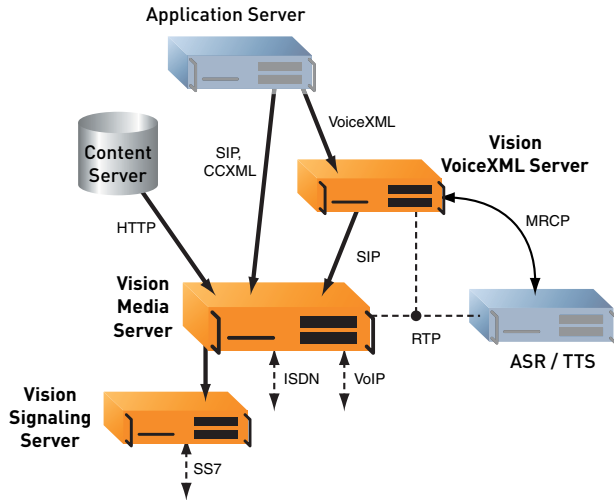 Application Server
VoiceXML
SIP,
CCXML
Content
Server
Vision
VoiceXML Server
HTTP
MRCP
SIP
Vision
Media
Server
RTP
ASR / TTS
ISDN
VoIP
Vision
Signaling
Server
SS7